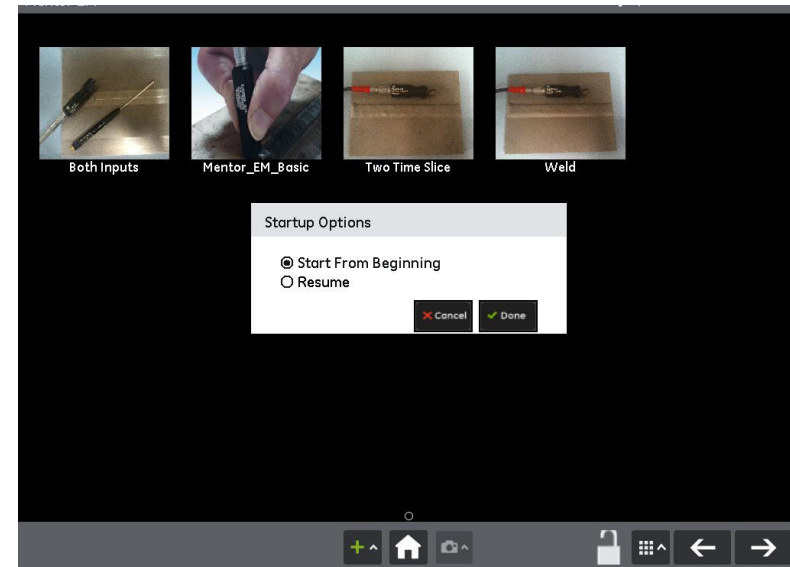 Both Inputs
Mentor_EM_Basic
Two Time Slice
Weld
Startup Options
Start From Beginning
Resume
Cancel
Done